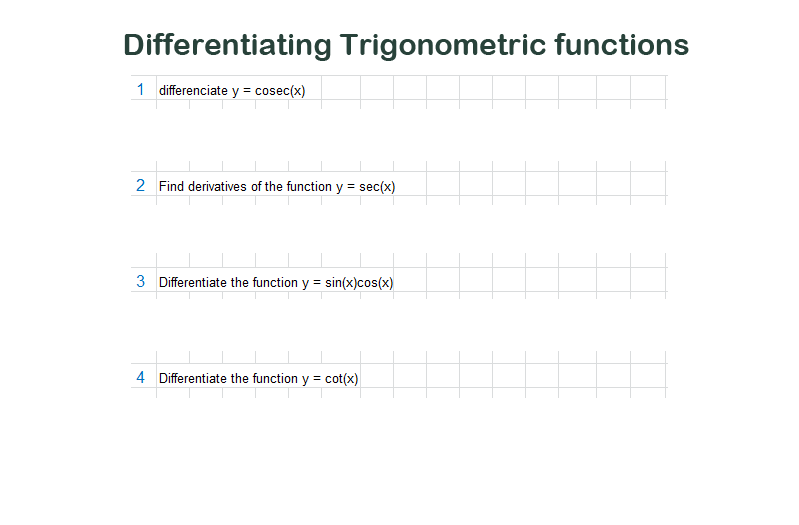 Differentiating Trigonometric functions
1 differenciate y = cosec(x)
2 Find derivatives of the function y = sec(x)
3 Differentiate the function y = sin(x)cos(x)
4 Differentiate the function y = cot(x)